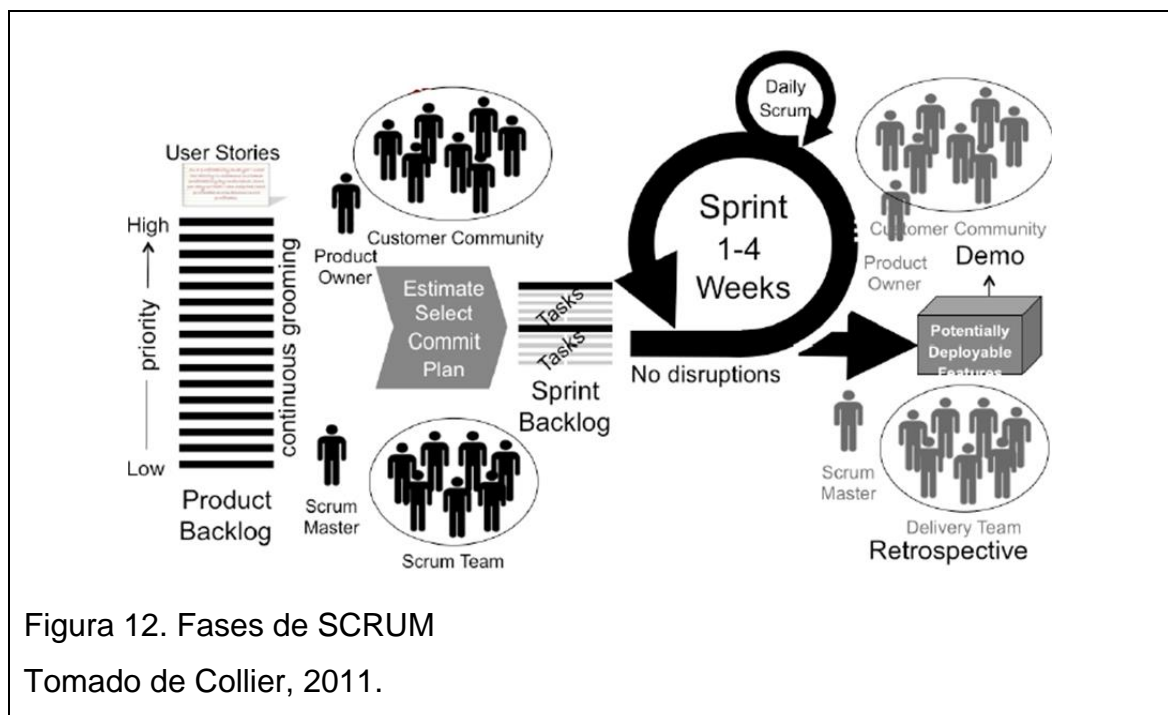 User Stories
High
priority
Low
continuous grooming
Product
Backlog
Product
Owner
Customer Community
Estimate
Select
Commit
Plan
Scrum
Master
Scrum Team
Tasks
Tasks
Sprint
Backlog
Daily
Scrum
Sprint
1-4
Weeks
No disruptions
Customer Community
Product
Owner
Demo
Potentially
Deployable
Features
Scrum
Master
Delivery Team
Retrospective
Figura 12. Fases de SCRUM
Tomado de Collier, 2011.